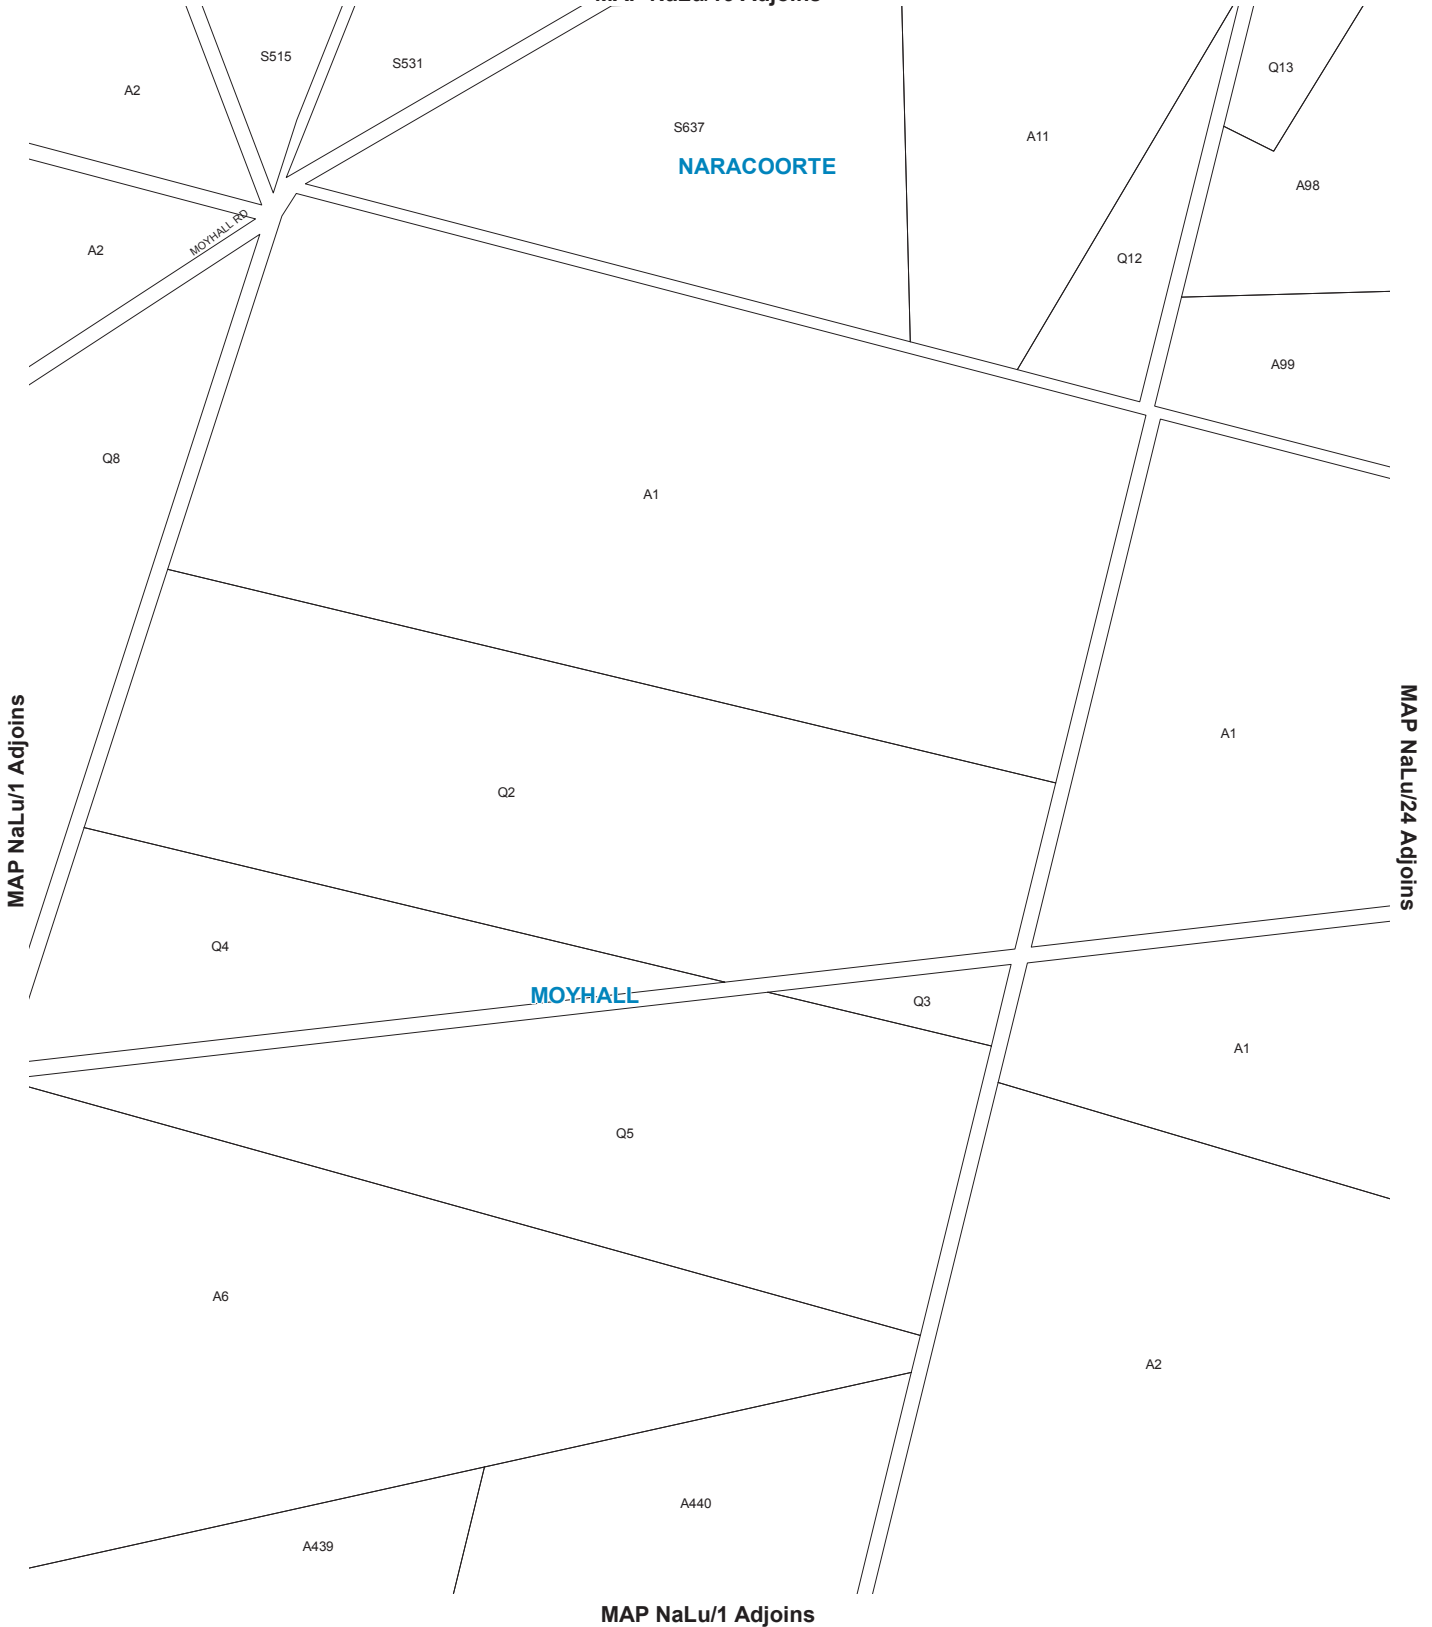 S515
S531
A2
Q13
S637
A11
NARACOORTE
A98
MOYHALL RD
A2
Q12
A99
Q8
A1
MAP NaLu/1 Adjoins
A1
MAP NaLu/24 Adjoins
Q2
Q4
MOYHALL
Q3
A1
Q5
A6
A2
A440
A439
MAP NaLu/1 Adjoins